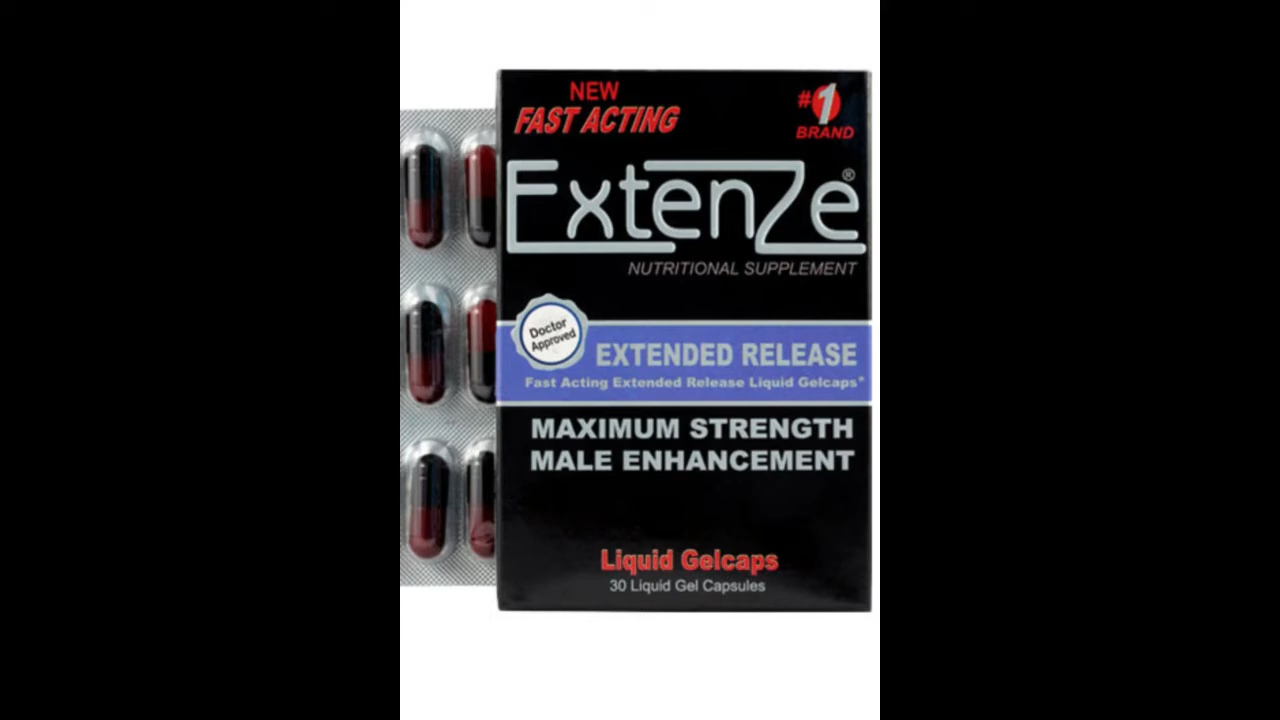 NEW
FAST ACTING
#1
BRAND
ExtenZe®
NUTRITIONAL SUPPLEMENT
Doctor
Approved
EXTENDED RELEASE
Fast Acting Extended Release Liquid Gelcaps*
MAXIMUM STRENGTH
MALE ENHANCEMENT
Liquid Gelcaps
30 Liquid Gel Capsules